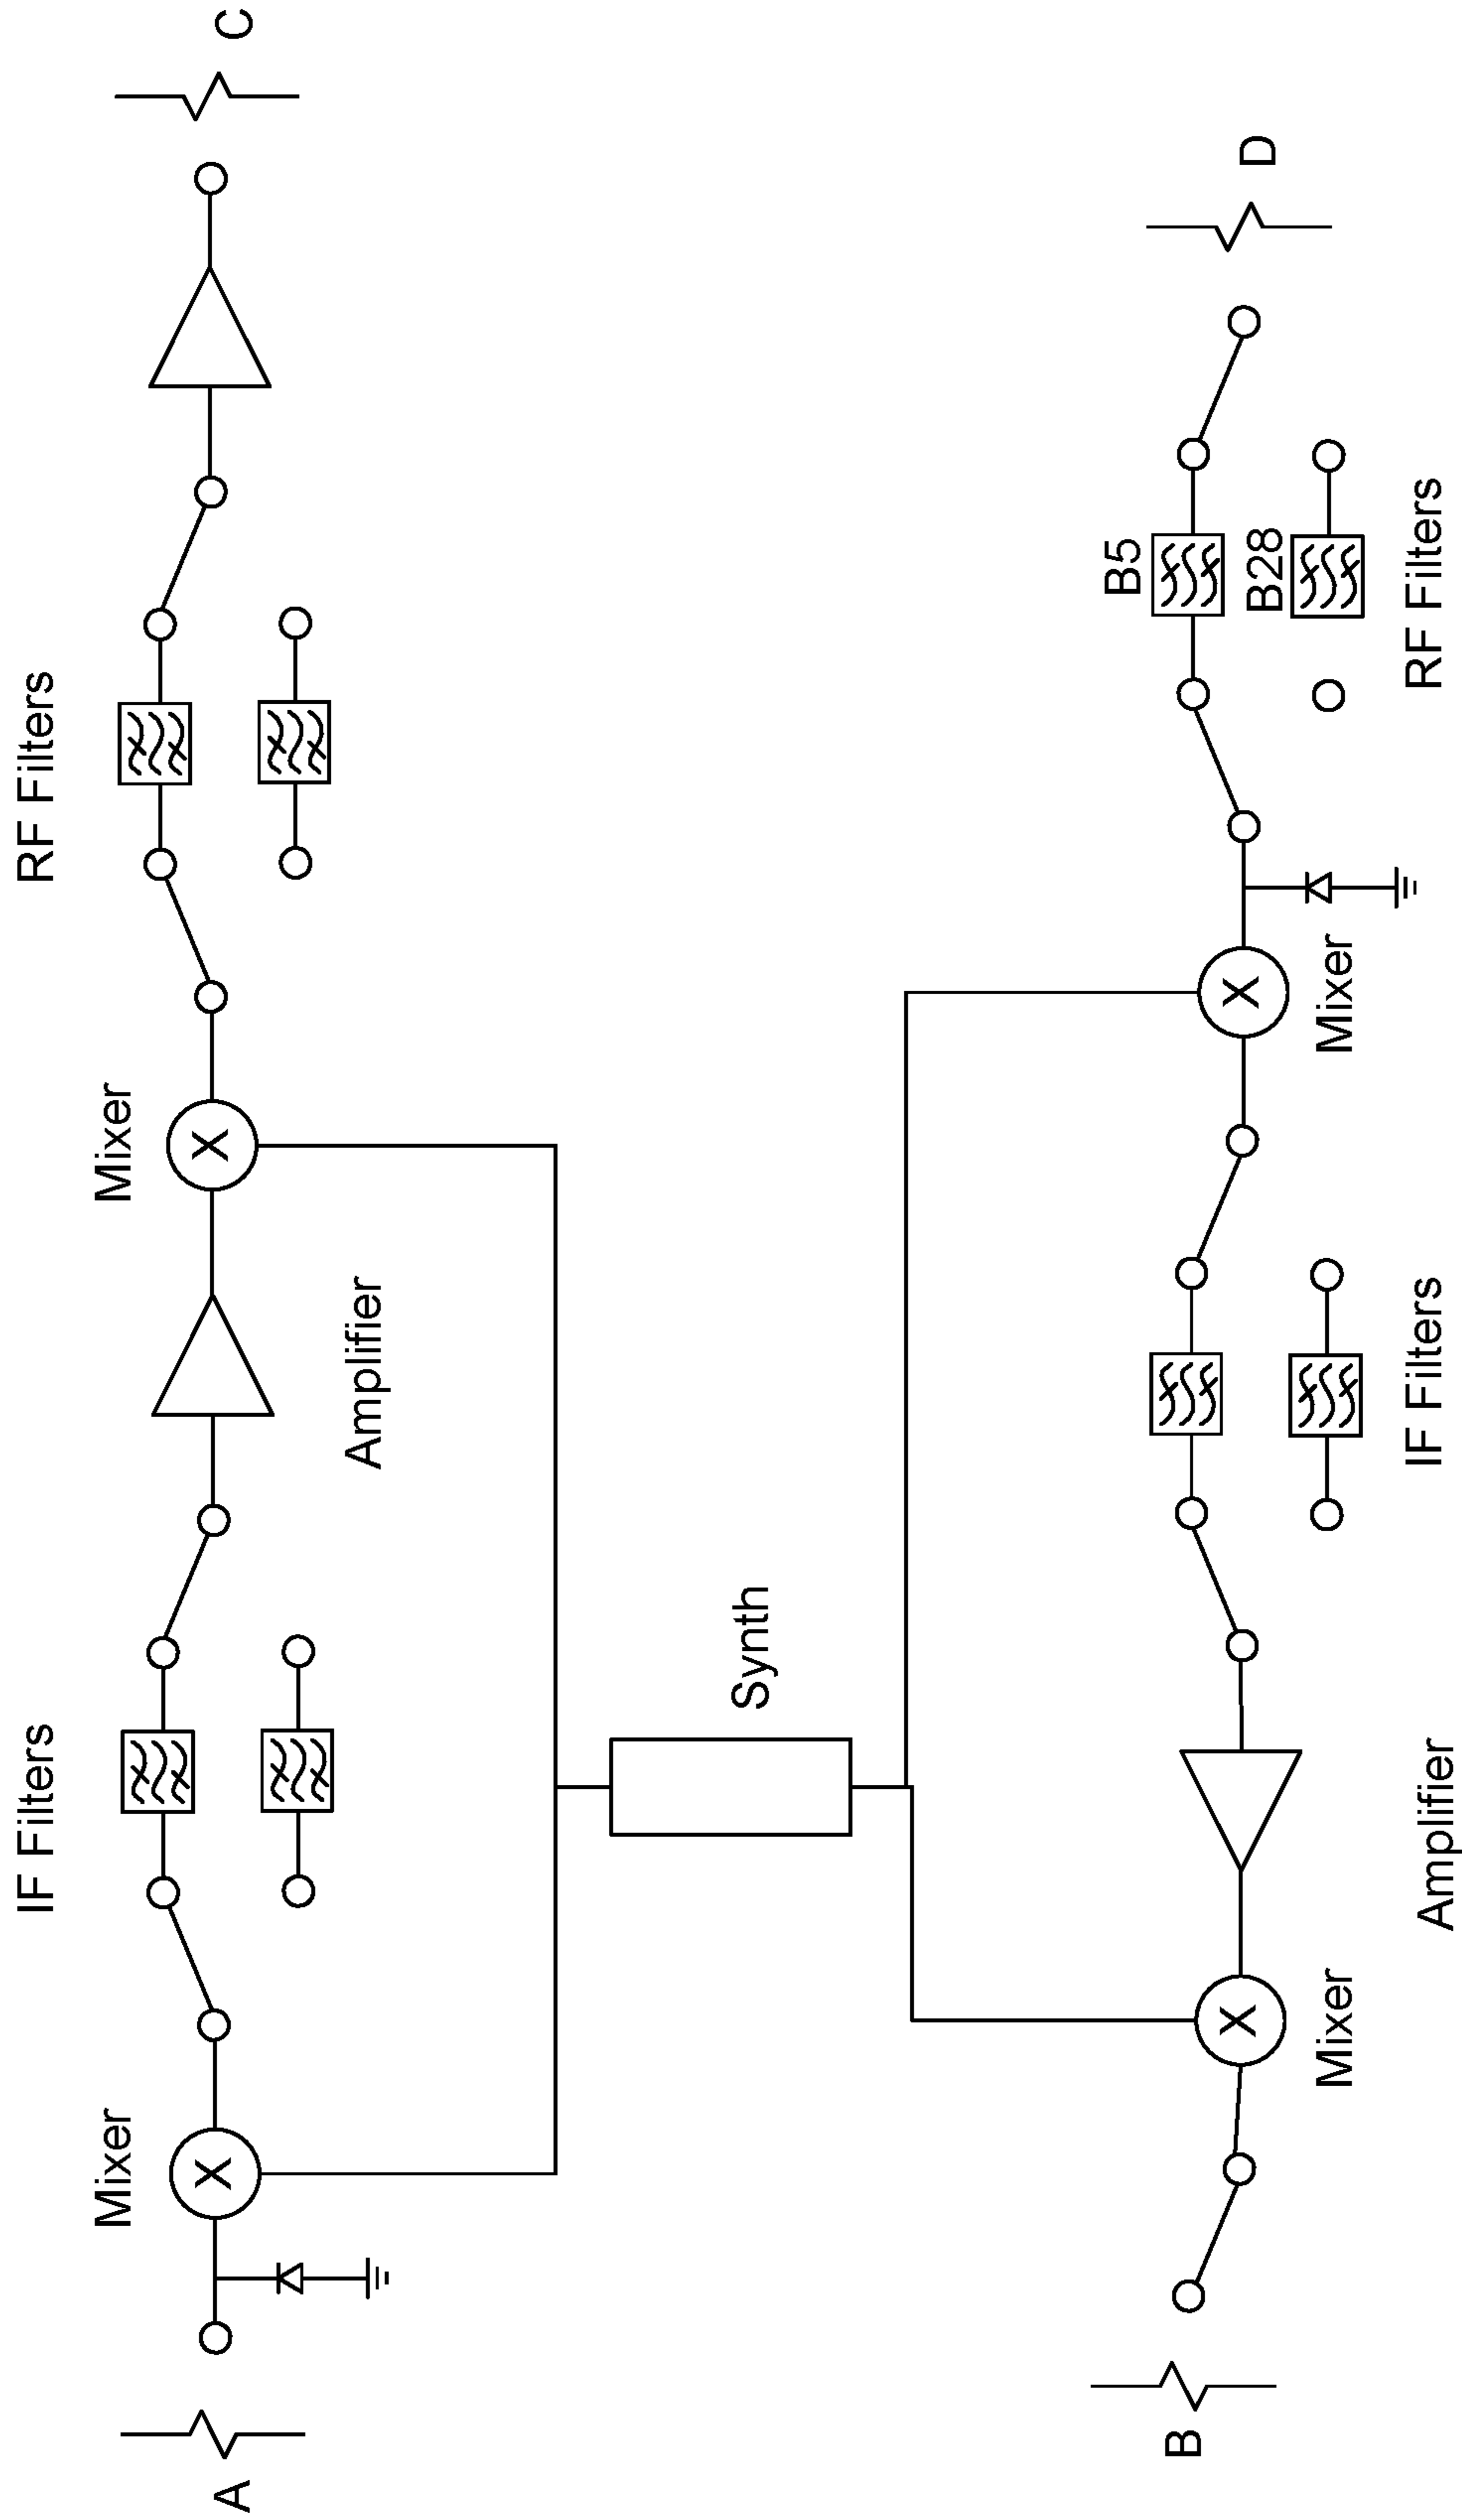 IF Filters
RF Filters
Mixer
Mixer
A
X
X
C
Amplifier
Synth
B5
D
B
B28
X
X
Mixer
Mixer
Amplifier
IF Filters
RF Filters